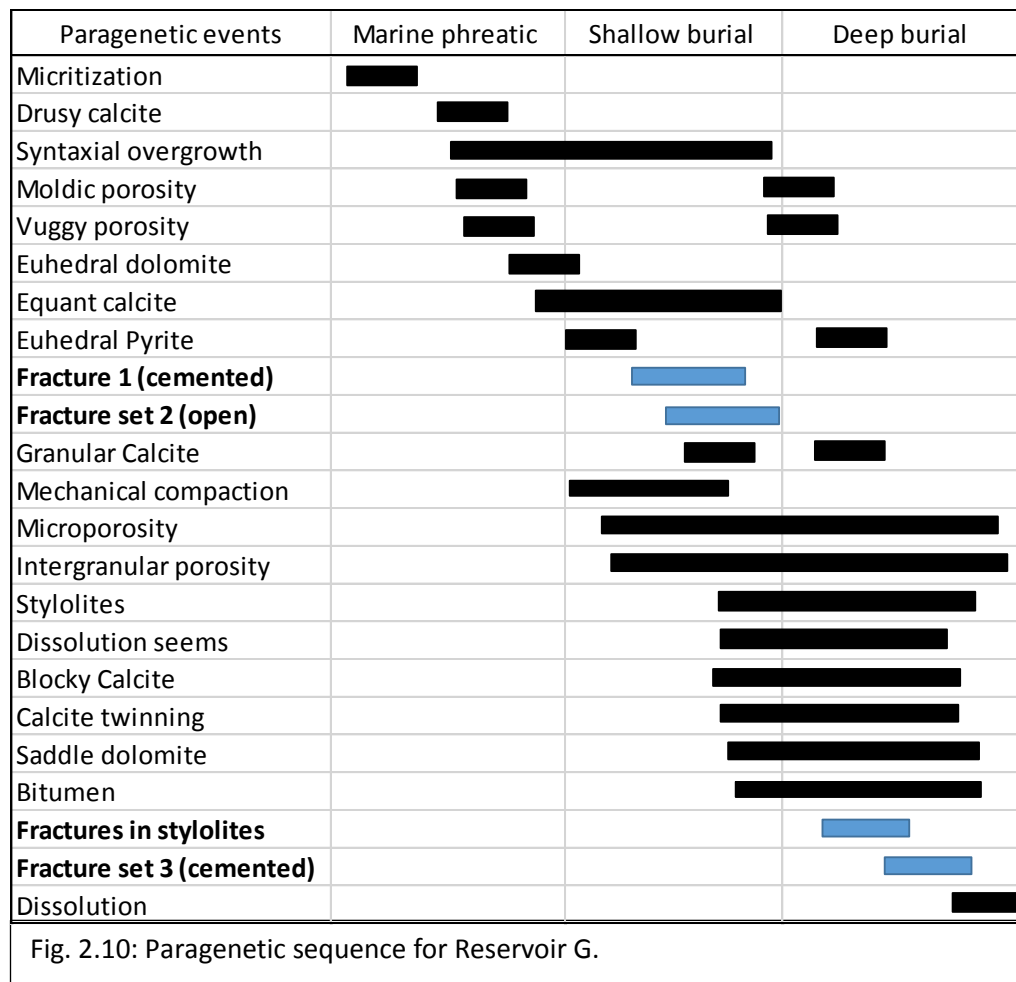 Paragenetic events Marine phreatic Shallow burial Deep burial
Micritization
Drusy calcite
Syntaxial overgrowth
Moldic porosity
Vuggy porosity
Euhedral dolomite
Equant calcite
Euhedral Pyrite
Fracture 1 (cemented)
Fracture set 2 (open)
Granular Calcite
Mechanical compaction
Microporosity
Intergranular porosity
Stylolites
Dissolution seems
Blocky Calcite
Calcite twinning
Saddle dolomite
Bitumen
Fractures in stylolites
Fracture set 3 (cemented)
Dissolution
Fig. 2.10: Paragenetic sequence for Reservoir G.